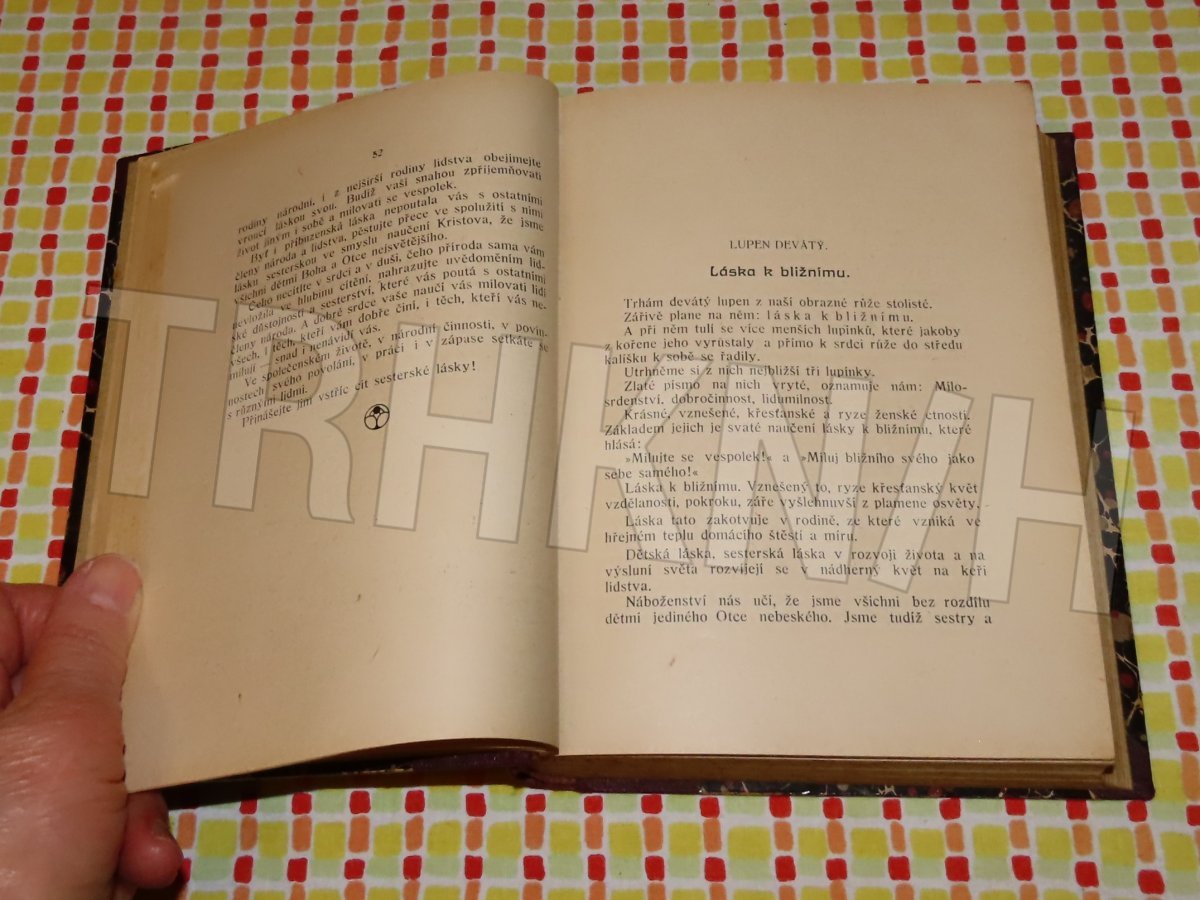 52
rodiny národní, i z nejširší rodiny lidstva obejímejte
vroucí láskou svou. Budiž vaší snahou zpříjemňovati
život jiným i sobě a milovati se vespolek.
Byť i příbuzenská láska nepoutala vás s ostatními
členy národa a lidstva, pěstujte přece ve spolužití s nimi
lásku sesterskou ve smyslu naučení Kristova, že jsme
všichni dětmi Boha a Otce nejsvětějšího.
Čeho necítíte v srdci a v duši, čeho příroda sama vám
nevložila ve hlubinu cítění, nahrazujte uvědoměním lid-
ské důstojnosti a sesterství, které vás poutá s ostatními
členy národa. A dobré srdce vaše naučí vás milovati lidi
všech, i těch, kteří vám dobře činí, i těch, kteří vás ne-
milují — snad i nenávidí vás.
Ve společenském životě, v národní činnosti, v povin-
nostech svého povolání, v práci i v zápase setkáte se
s různými lidmi.
Přinášejte jim vstříc cit sesterské lásky!
LUPEN DEVÁTÝ.
Láska k bližnímu.
Trhám devátý lupen z naší obrazné růže stolisté.
Zářivě plane na něm: láska k bližnímu.
A při něm tulí se více menších lupínků, které jakoby
z kořene jeho vyrůstaly a přímo k srdci růže do středu
kalíšku k sobě se řadily.
Utrhněme si z nich nejbližší tři lupínky.
Zlaté písmo na nich vryté, oznamuje nám: Milo-
srdenství, dobročinnost, lidumilnost.
Krásné, vznešené, křesťanské a ryze ženské ctnosti.
Základem jejich je svaté naučení lásky k bližnímu, které
hlásá:
»Milujte se vespolek!« a »Miluj bližního svého jako
sebe samého!«
Láska k bližnímu. Vznešený to, ryze křesťanský květ
vzdělanosti, pokroku, záře vyšlehnuvší z plamene osvěty.
Láska tato zakotvuje v rodině, ze které vzniká ve
hřejném teplu domácího štěstí a míru.
Dětská láska, sesterská láska v rozvoji života a na
výsluní světa rozvíjejí se v nádherný květ na keři
lidstva.
Náboženství nás učí, že jsme všichni bez rozdílu
dětmi jediného Otce nebeského. Jsme tudíž sestry a
TRHKNIH